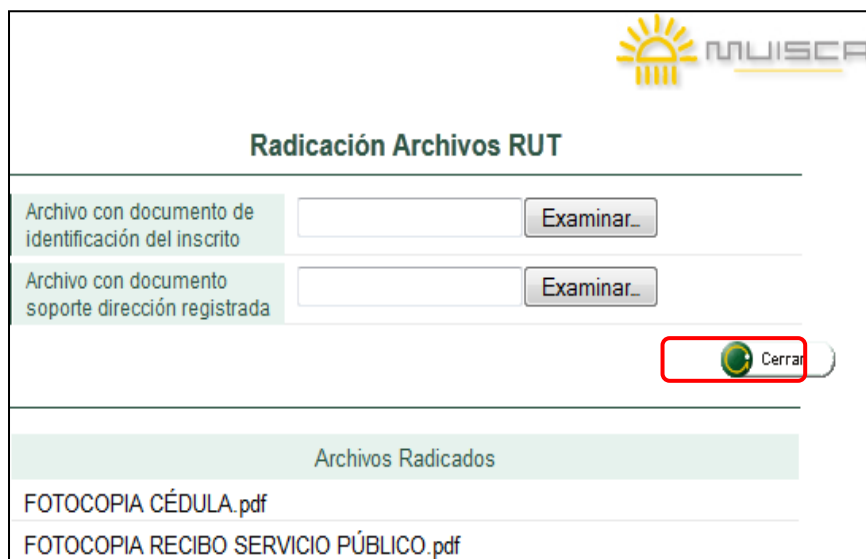 MUISCA
Radicación Archivos RUT
Archivo con documento de
identificación del inscrito
Examinar...
Archivo con documento
soporte dirección registrada
Examinar...
Cerrar
Archivos Radicados
FOTOCOPIA CÉDULA.pdf
FOTOCOPIA RECIBO SERVICIO PÚBLICO.pdf